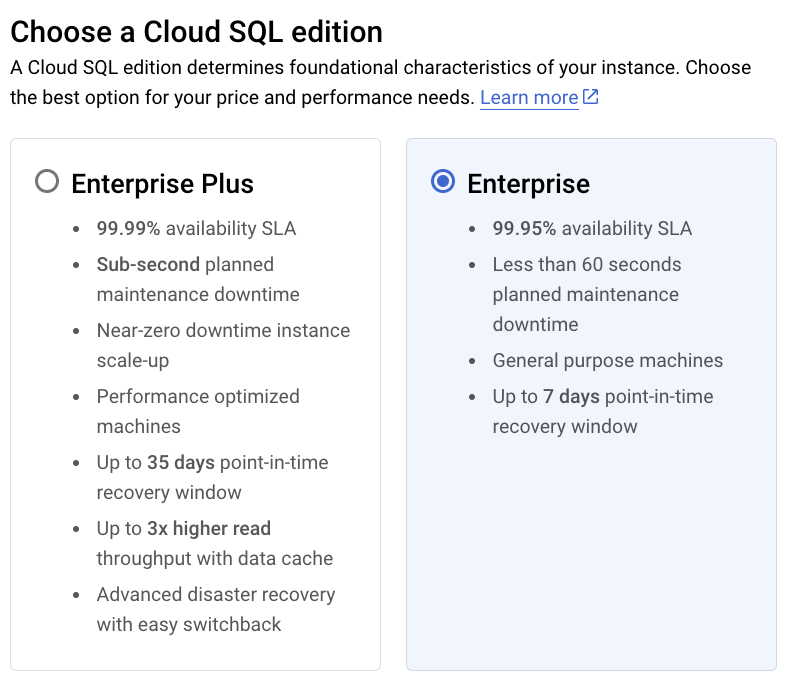 Choose a Cloud SQL edition
A Cloud SQL edition determines foundational characteristics of your instance. Choose
the best option for your price and performance needs. Learn more
Enterprise Plus
• 99.99% availability SLA
• Sub-second planned
maintenance downtime
• Near-zero downtime instance
scale-up
• Performance optimized
machines
• Up to 35 days point-in-time
recovery window
• Up to 3x higher read
throughput with data cache
• Advanced disaster recovery
with easy switchback
Enterprise
• 99.95% availability SLA
• Less than 60 seconds
planned maintenance
downtime
• General purpose machines
• Up to 7 days point-in-time
recovery window